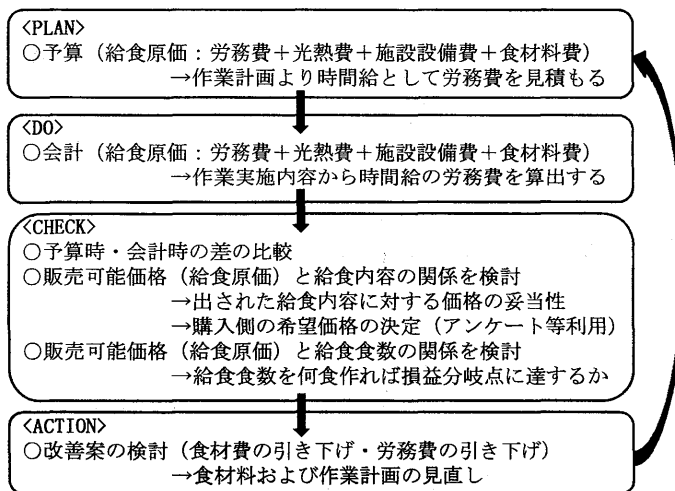 <PLAN>
○予算（給食原価：労務費＋光熱費＋施設設備費＋食材料費）
→作業計画より時間給として労務費を見積もる
<DO>
○会計（給食原価：労務費＋光熱費＋施設設備費＋食材料費）
→作業実施内容から時間給の労務費を算出する
<CHECK>
○予算時・会計時の差の比較
○販売可能価格（給食原価）と給食内容の関係を検討
→出された給食内容に対する価格の妥当性
→購入側の希望価格の決定（アンケート等利用）
○販売可能価格（給食原価）と給食食数の関係を検討
→給食食数を何食作れば損益分岐点に達するか
<ACTION>
○改善案の検討（食材費の引き下げ・労務費の引き下げ）
→食材料および作業計画の見直し